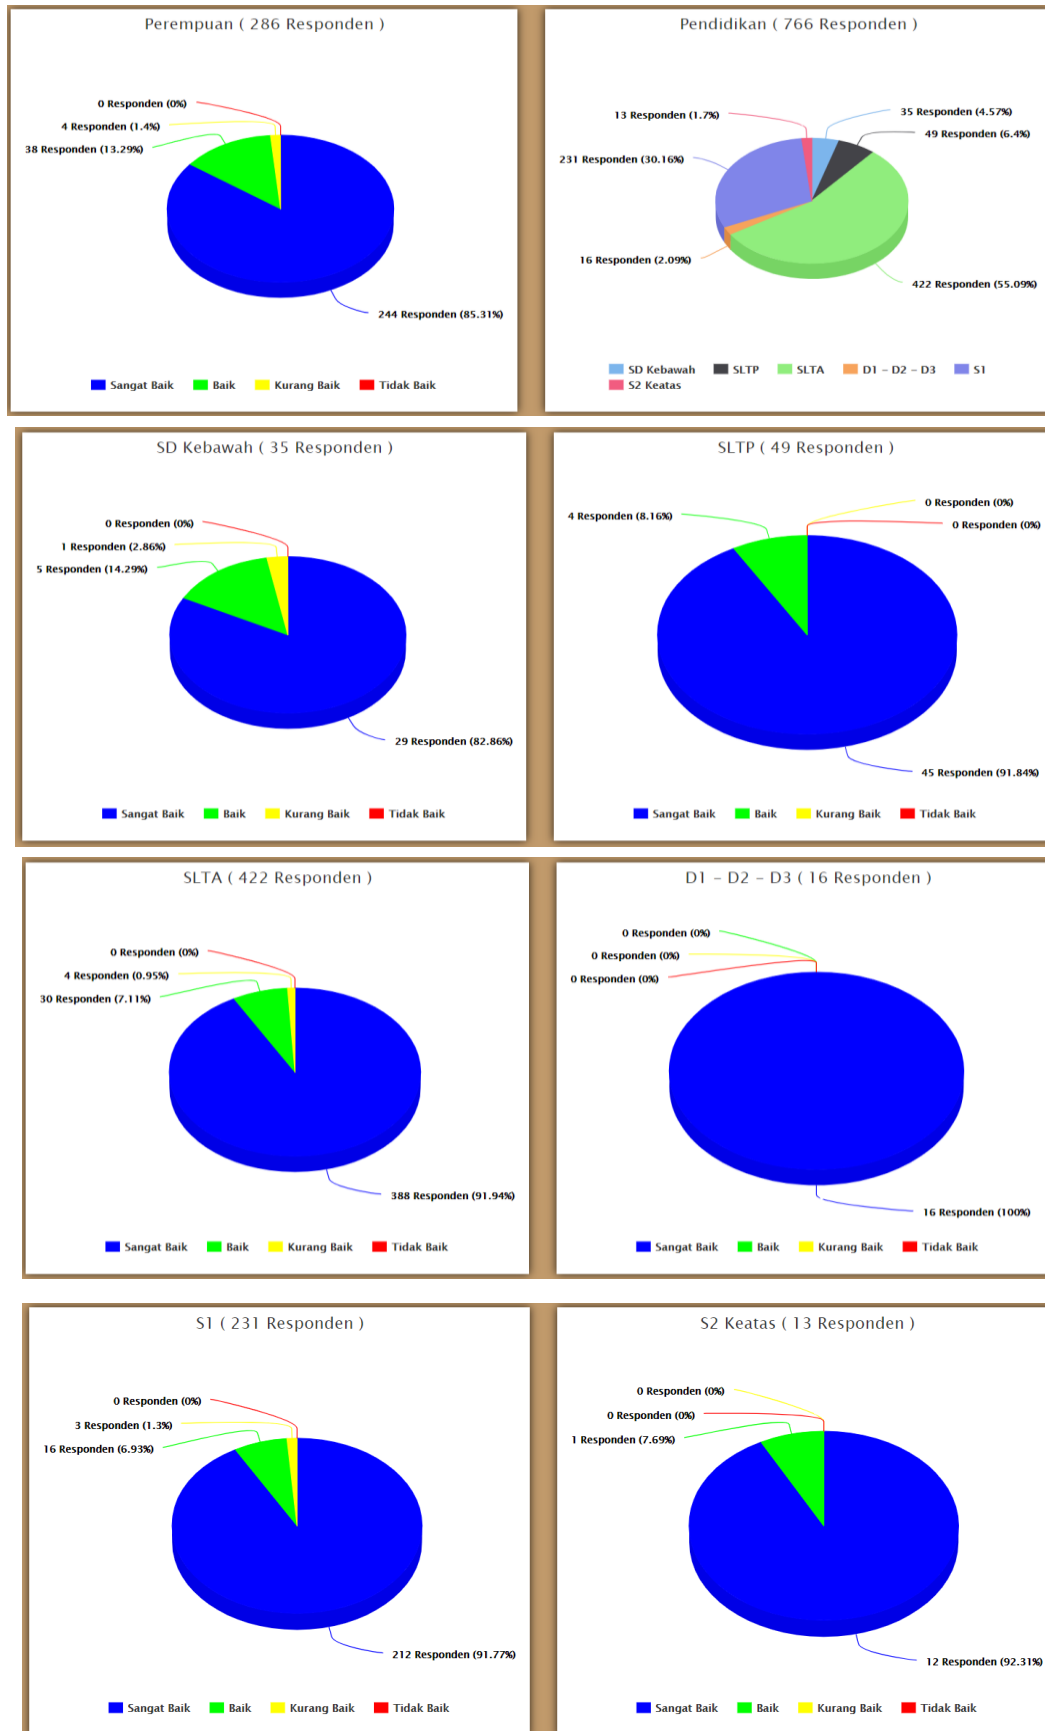 Perempuan ( 286 Responden )
0 Responden (0%)
4 Responden (1.4%)
38 Responden (13.29%)
244 Responden (85.31%)
Sangat Baik Baik Kurang Baik Tidak Baik
Pendidikan ( 766 Responden )
13 Responden (1.7%)
35 Responden (4.57%)
49 Responden (6.4%)
231 Responden (30.16%)
16 Responden (2.09%)
422 Responden (55.09%)
SD Kebawah SLTP SLTA D1 – D2 – D3 S1
S2 Keatas
SD Kebawah ( 35 Responden )
0 Responden (0%)
1 Responden (2.86%)
5 Responden (14.29%)
29 Responden (82.86%)
Sangat Baik Baik Kurang Baik Tidak Baik
SLTP ( 49 Responden )
0 Responden (0%)
4 Responden (8.16%)
0 Responden (0%)
45 Responden (91.84%)
Sangat Baik Baik Kurang Baik Tidak Baik
SLTA ( 422 Responden )
0 Responden (0%)
4 Responden (0.95%)
30 Responden (7.11%)
388 Responden (91.94%)
Sangat Baik Baik Kurang Baik Tidak Baik
D1 – D2 – D3 ( 16 Responden )
0 Responden (0%)
0 Responden (0%)
0 Responden (0%)
16 Responden (100%)
Sangat Baik Baik Kurang Baik Tidak Baik
S1 ( 231 Responden )
0 Responden (0%)
3 Responden (1.3%)
16 Responden (6.93%)
212 Responden (91.77%)
Sangat Baik Baik Kurang Baik Tidak Baik
S2 Keatas ( 13 Responden )
0 Responden (0%)
0 Responden (0%)
1 Responden (7.69%)
12 Responden (92.31%)
Sangat Baik Baik Kurang Baik Tidak Baik